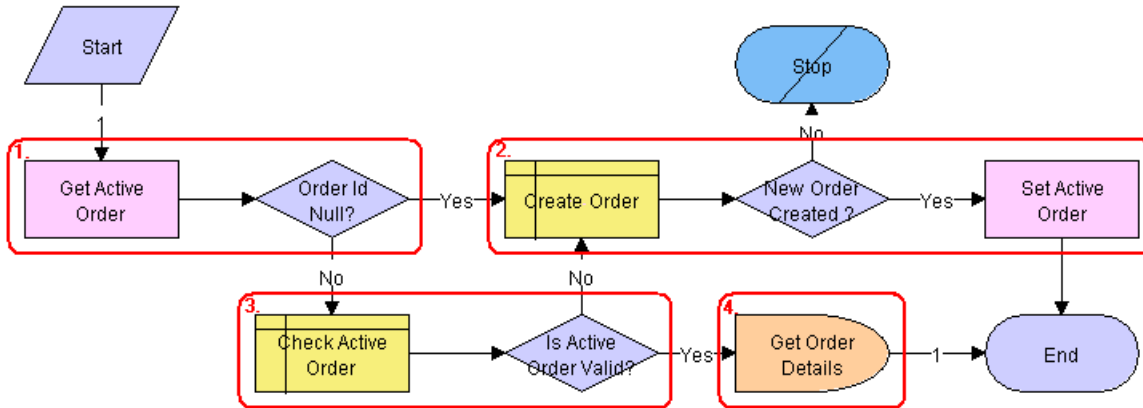 Start
Stop
1
No
1.
2.
Get Active
Order
Order Id
Null?
Yes
Create Order
New Order
Created ?
Yes
Set Active
Order
No
No
3.
4.
Check Active
Order
Is Active
Order Valid?
Yes
Get Order
Details
1
End